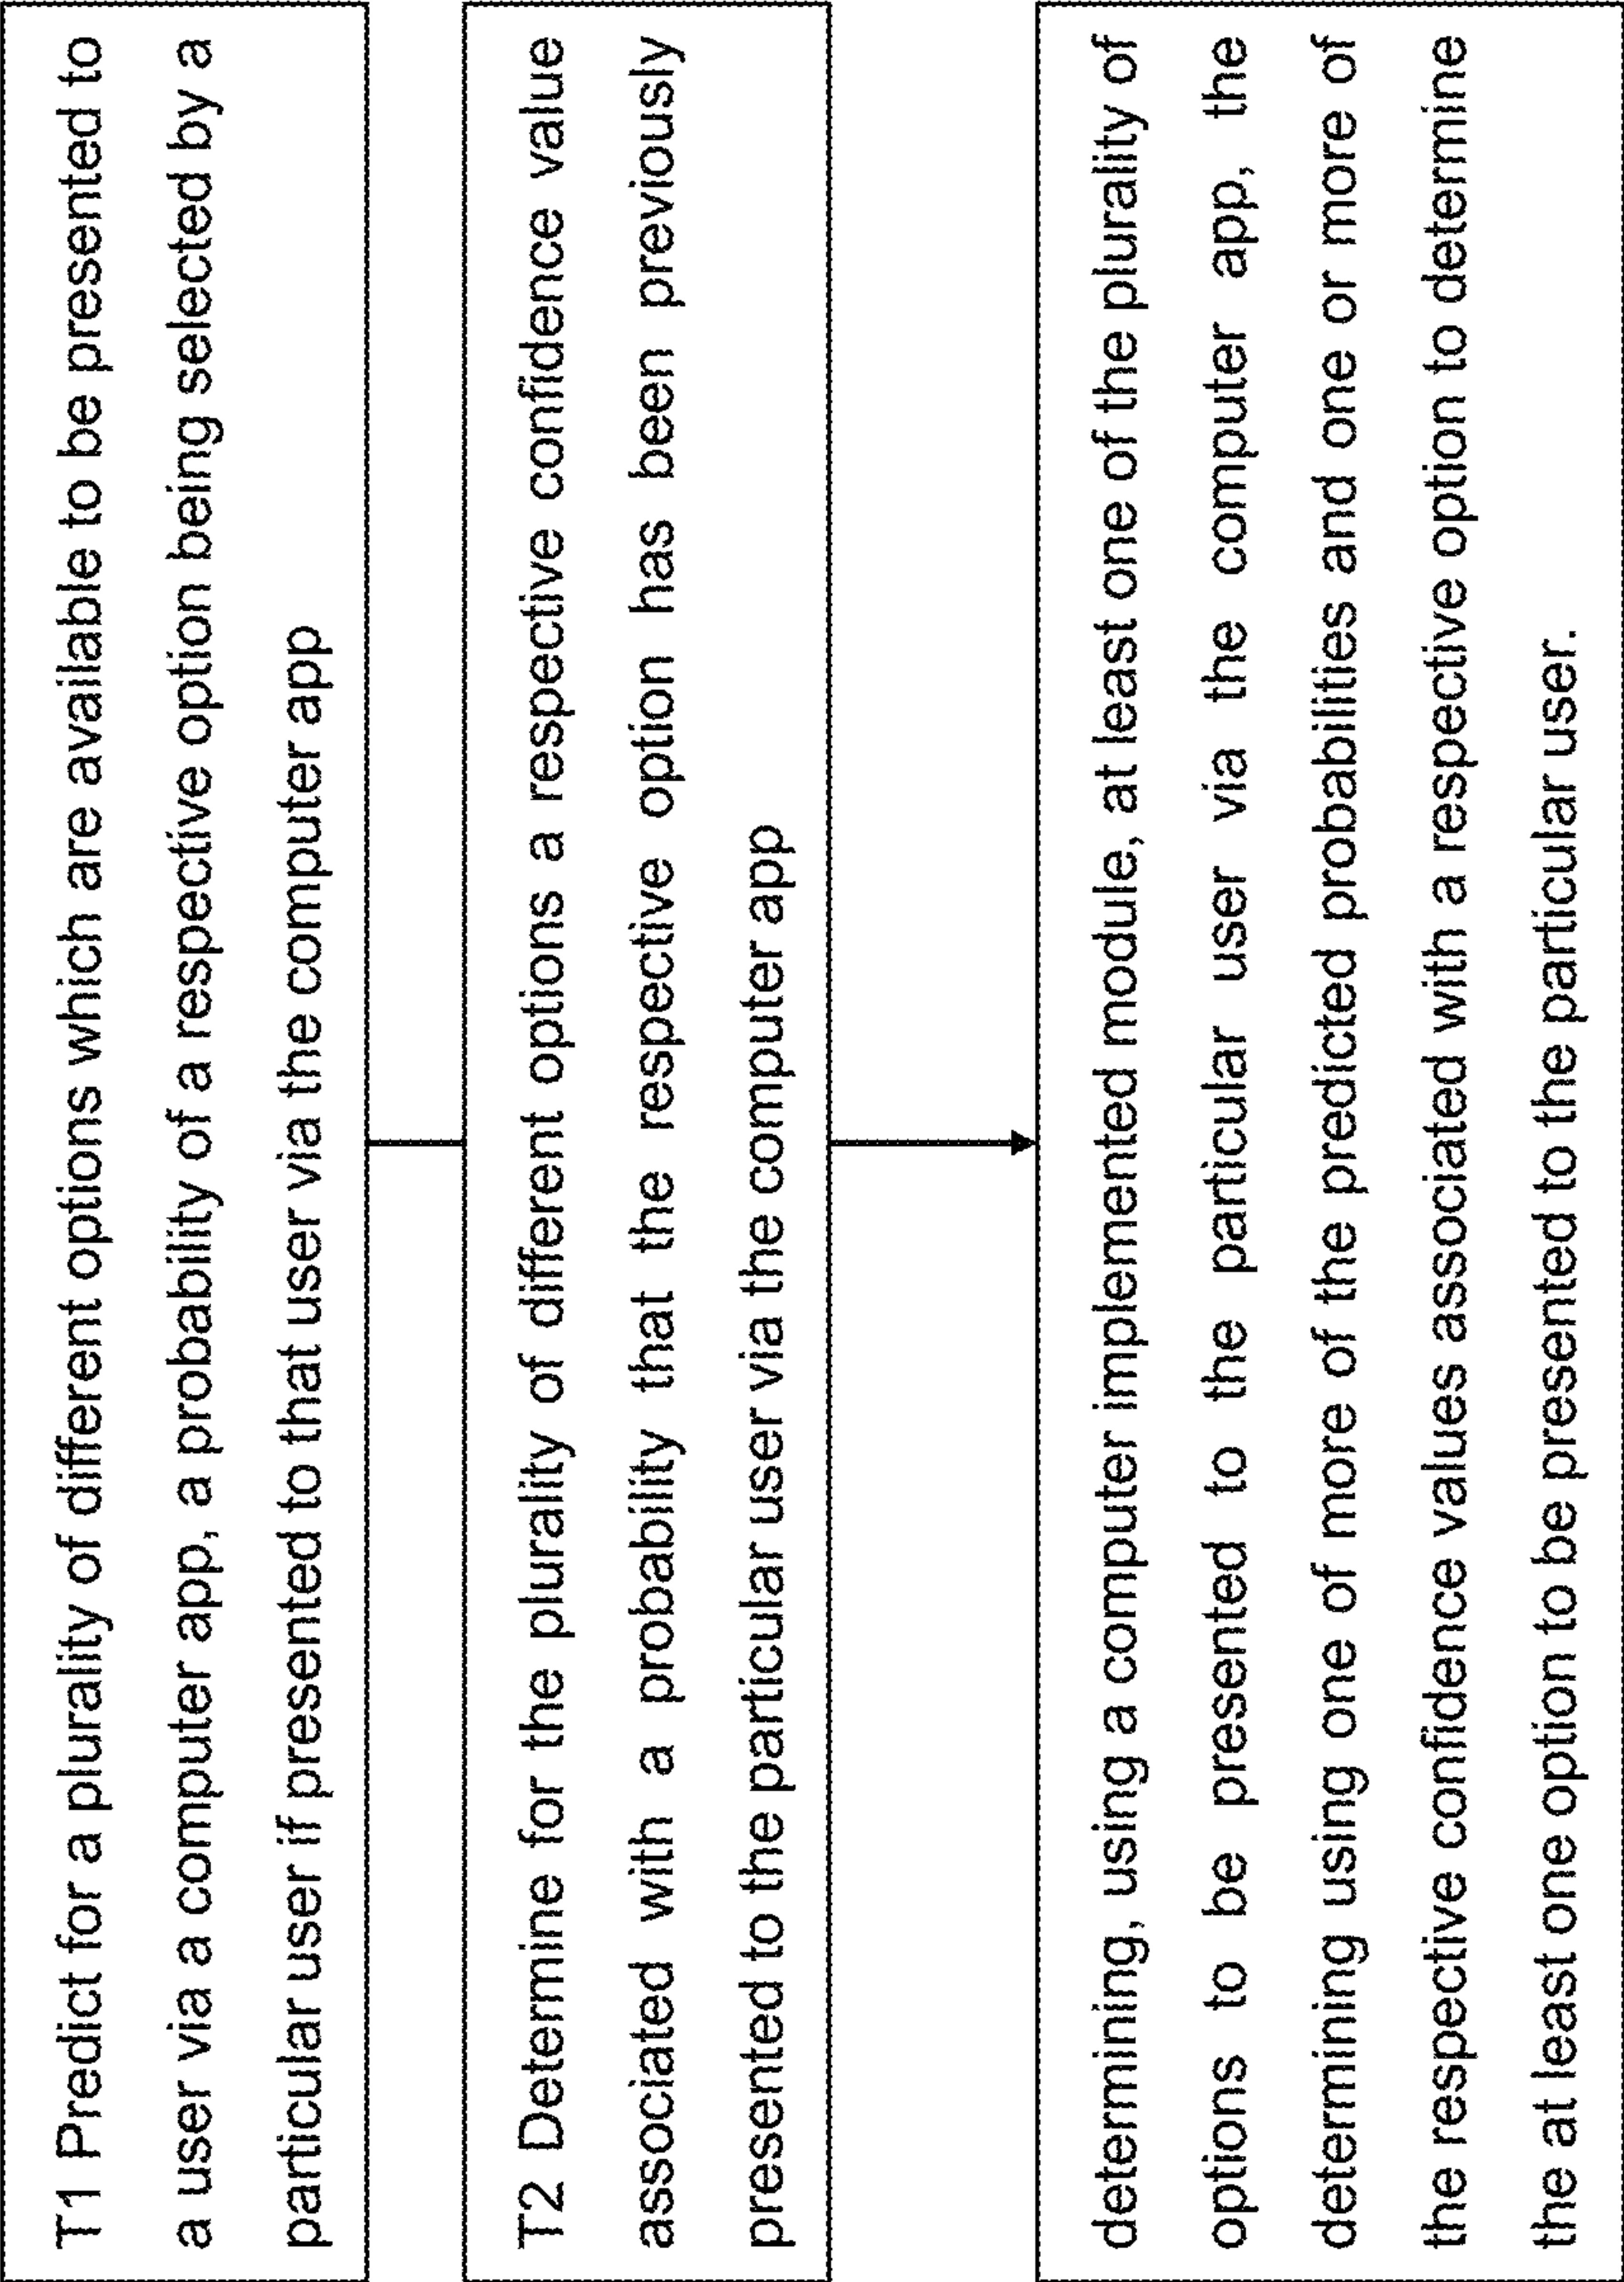 T1 Predict for a plurality of different options which are available to be presented to
a user via a computer app, a probability of a respective option being selected by a
particular user if presented to that user via the computer app
T2 Determine for the plurality of different options a respective confidence value
associated with a probability that the respective option has been previously
presented to the particular user via the computer app
determining, using a computer implemented module, at least one of the plurality of
options to be presented to the particular user via the computer app, the
determining using one of more of the predicted probabilities and one or more of
the respective confidence values associated with a respective option to determine
the at least one option to be presented to the particular user.